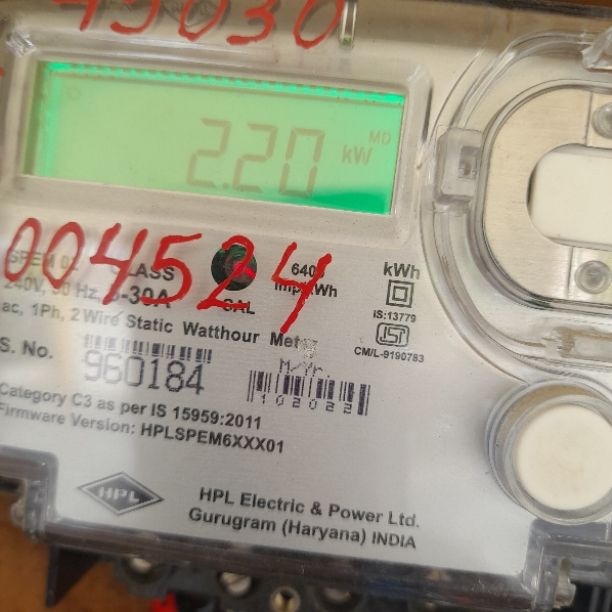 45030
2.20 kW MD
004524
SPEM 02 CLASS
240V, 50 Hz, 5-30A
CAL
6400
Imp/kWh
kWh
IS:13779
CM/L-9190783
ac, 1Ph, 2 Wire Static Watthour Meter
S. No.
960184
M/Yr.
102022
Category C3 as per IS 15959:2011
Firmware Version: HPLSPEM6XXX01
HPL
HPL Electric & Power Ltd.
Gurugram (Haryana) INDIA